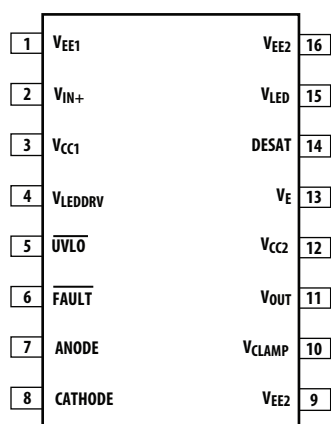 1 VEE1 VEE2 16
2 VIN+ VLED 15
3 VCC1 DESAT 14
4 VLEDDRV VE 13
5 UVLO VCC2 12
6 FAULT VOUT 11
7 ANODE VCLAMP 10
8 CATHODE VEE2 9